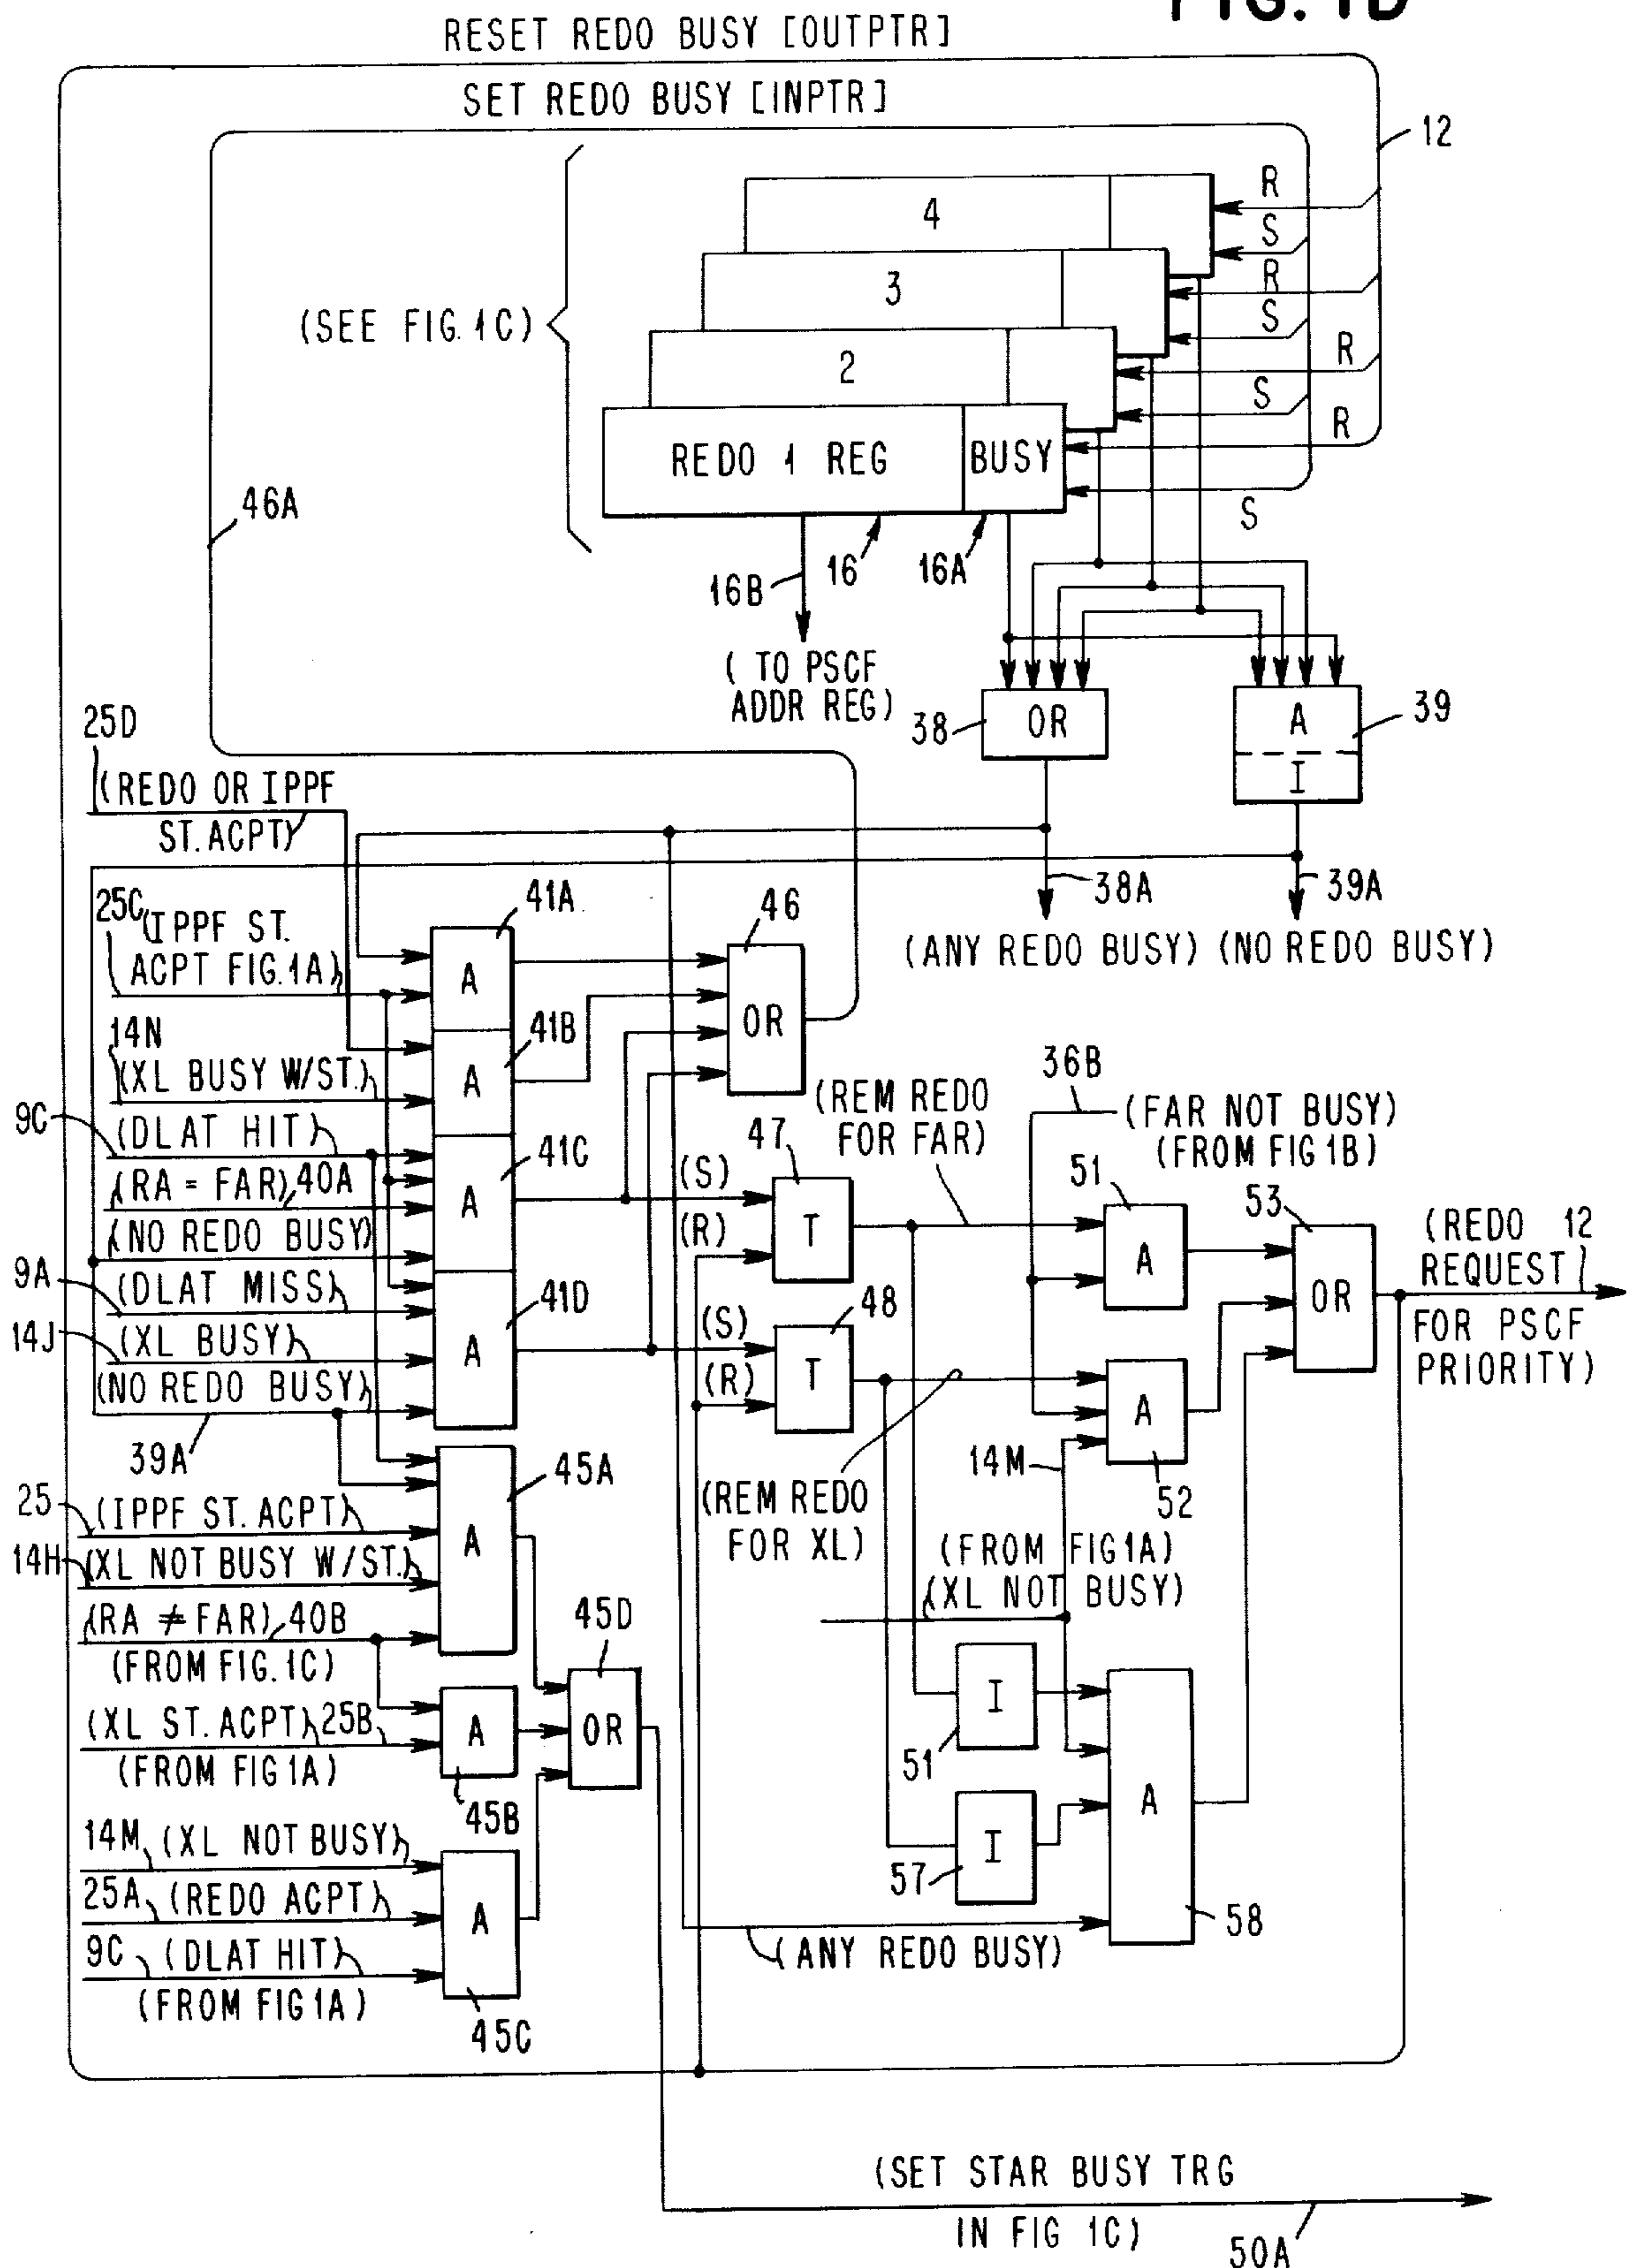 FIG. 1D
RESET REDO BUSY [OUTPTR]
SET REDO BUSY [INPTR]
12
4
R
S
3
R
S
(SEE FIG. 1C)
2
R
S
REDO 1 REG
BUSY
R
S
46A
16B
16
16A
(TO PSCF
ADDR REG)
38
OR
A
I
39
25D
(REDO OR IPPF
ST. ACPT)
38A
39A
(ANY REDO BUSY)
(NO REDO BUSY)
25C
(IPPF ST.
ACPT FIG. 1A)
41A
A
46
OR
14N
(XL BUSY W/ST.)
41B
A
9C
(DLAT HIT)
(RA = FAR)
40A
(NO REDO BUSY)
41C
A
9A
(DLAT MISS)
14J
(XL BUSY)
(NO REDO BUSY)
41D
A
39A
(REM REDO
FOR FAR)
36B
(FAR NOT BUSY)
(FROM FIG 1B)
47
(S)
(R)
T
51
A
53
OR
(REDO
12
REQUEST
FOR PSCF
PRIORITY)
48
(S)
(R)
T
A
52
14M
(REM REDO
FOR XL)
45A
A
25
(IPPF ST. ACPT)
14H
(XL NOT BUSY W/ST.)
(RA ≠ FAR)
40B
(FROM FIG. 1C)
(FROM FIG 1A)
(XL NOT BUSY)
45D
OR
(XL ST. ACPT)
25B
(FROM FIG 1A)
A
45B
I
51
I
57
A
58
14M
(XL NOT BUSY)
25A
(REDO ACPT)
9C
(DLAT HIT)
(FROM FIG 1A)
A
45C
(ANY REDO BUSY)
(SET STAR BUSY TRG
IN FIG 1C)
50A